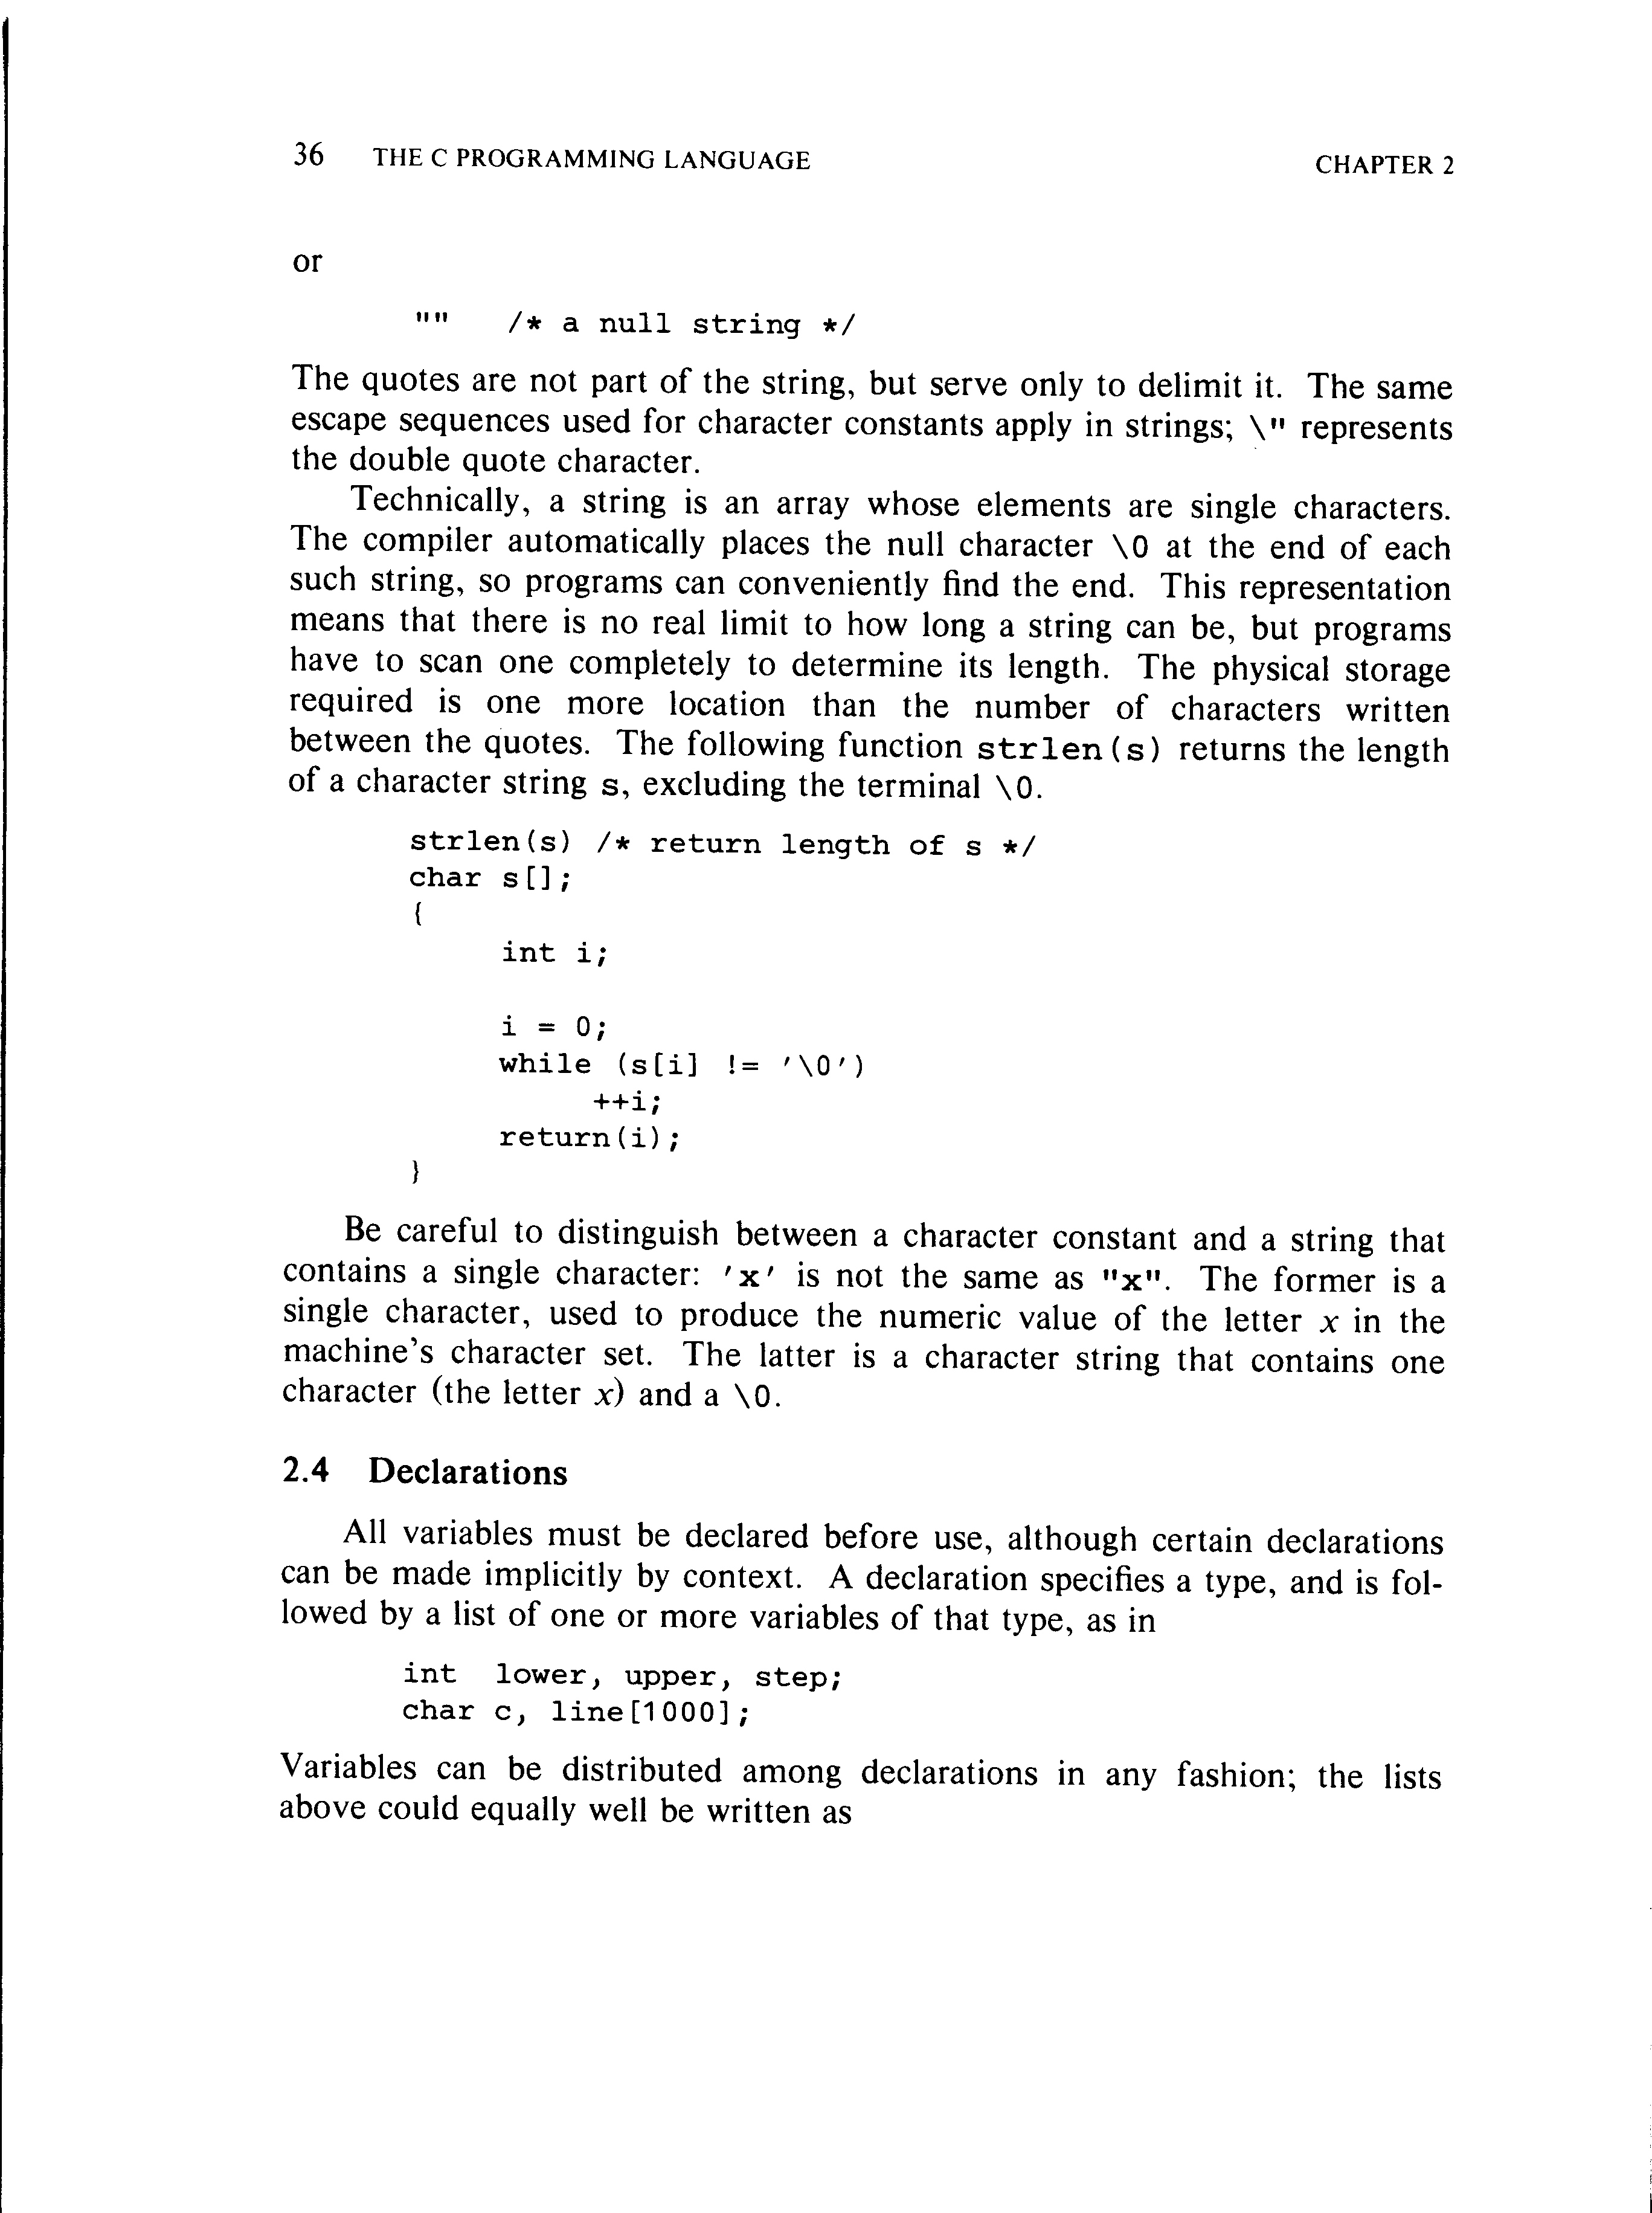 36 THE C PROGRAMMING LANGUAGE CHAPTER 2
or
"" /* a null string */
The quotes are not part of the string, but serve only to delimit it. The same
escape sequences used for character constants apply in strings; \" represents
the double quote character.
Technically, a string is an array whose elements are single characters.
The compiler automatically places the null character \0 at the end of each
such string, so programs can conveniently find the end. This representation
means that there is no real limit to how long a string can be, but programs
have to scan one completely to determine its length. The physical storage
required is one more location than the number of characters written
between the quotes. The following function strlen(s) returns the length
of a character string s, excluding the terminal \0.
strlen(s) /* return length of s */
char s[];
{
int i;
i = 0;
while (s[i] != '\0')
++i;
return(i);
}
Be careful to distinguish between a character constant and a string that
contains a single character: 'x' is not the same as "x". The former is a
single character, used to produce the numeric value of the letter x in the
machine's character set. The latter is a character string that contains one
character (the letter x) and a \0.
2.4 Declarations
All variables must be declared before use, although certain declarations
can be made implicitly by context. A declaration specifies a type, and is fol-
lowed by a list of one or more variables of that type, as in
int lower, upper, step;
char c, line[1000];
Variables can be distributed among declarations in any fashion; the lists
above could equally well be written as